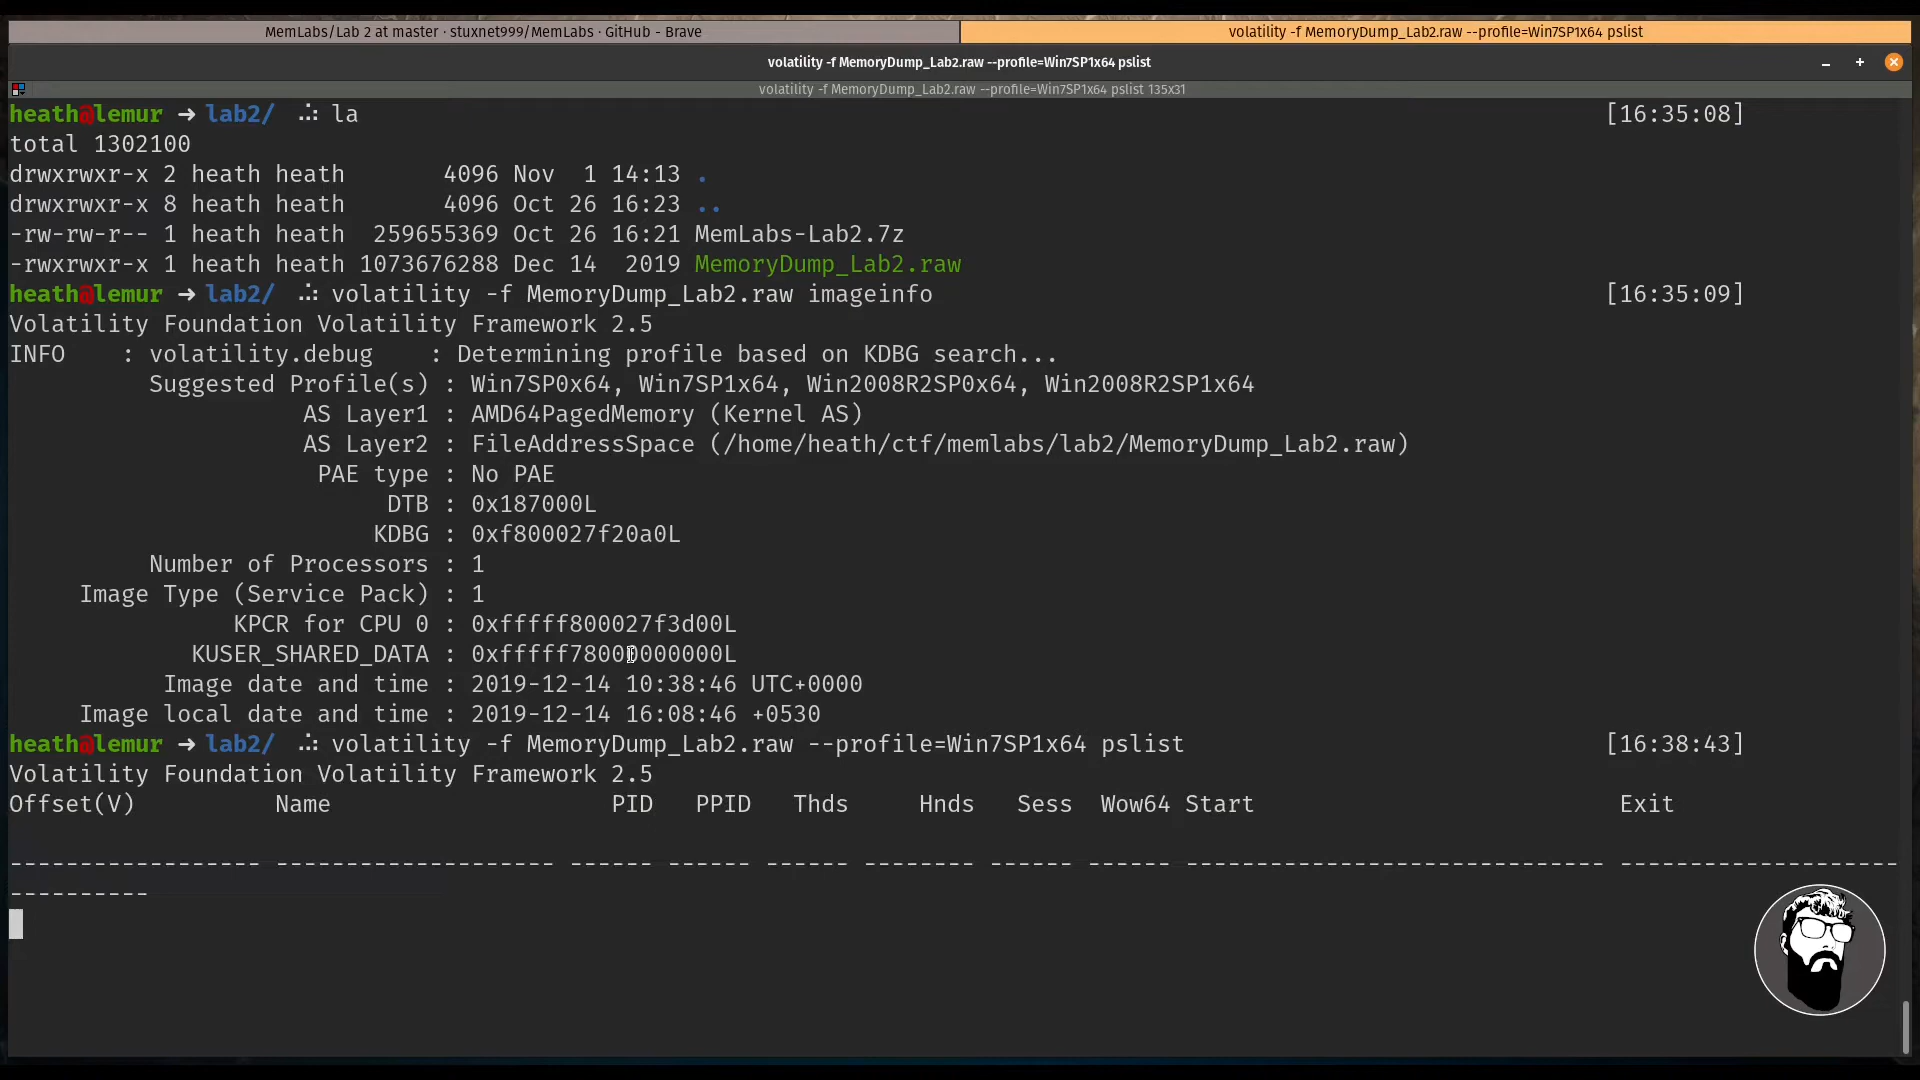 MemLabs/Lab 2 at master · stuxnet999/MemLabs · GitHub - Brave
volatility -f MemoryDump_Lab2.raw --profile=Win7SP1x64 pslist
volatility -f MemoryDump_Lab2.raw --profile=Win7SP1x64 pslist
volatility -f MemoryDump_Lab2.raw --profile=Win7SP1x64 pslist 135x31
heath@lemur → lab2/ ∴ la [16:35:08]
total 1302100
drwxrwxr-x 2 heath heath 4096 Nov 1 14:13 .
drwxrwxr-x 8 heath heath 4096 Oct 26 16:23 ..
-rw-rw-r-- 1 heath heath 259655369 Oct 26 16:21 MemLabs-Lab2.7z
-rwxrwxr-x 1 heath heath 1073676288 Dec 14 2019 MemoryDump_Lab2.raw
heath@lemur → lab2/ ∴ volatility -f MemoryDump_Lab2.raw imageinfo [16:35:09]
Volatility Foundation Volatility Framework 2.5
INFO : volatility.debug : Determining profile based on KDBG search...
Suggested Profile(s) : Win7SP0x64, Win7SP1x64, Win2008R2SP0x64, Win2008R2SP1x64
AS Layer1 : AMD64PagedMemory (Kernel AS)
AS Layer2 : FileAddressSpace (/home/heath/ctf/memlabs/lab2/MemoryDump_Lab2.raw)
PAE type : No PAE
DTB : 0x187000L
KDBG : 0xf800027f20a0L
Number of Processors : 1
Image Type (Service Pack) : 1
KPCR for CPU 0 : 0xfffff800027f3d00L
KUSER_SHARED_DATA : 0xfffff78000000000L
Image date and time : 2019-12-14 10:38:46 UTC+0000
Image local date and time : 2019-12-14 16:08:46 +0530
heath@lemur → lab2/ ∴ volatility -f MemoryDump_Lab2.raw --profile=Win7SP1x64 pslist [16:38:43]
Volatility Foundation Volatility Framework 2.5
Offset(V) Name PID PPID Thds Hnds Sess Wow64 Start Exit
------------------ -------------------- ------ ------ ------ -------- ------ ------ ------------------------------ --------------------
----------